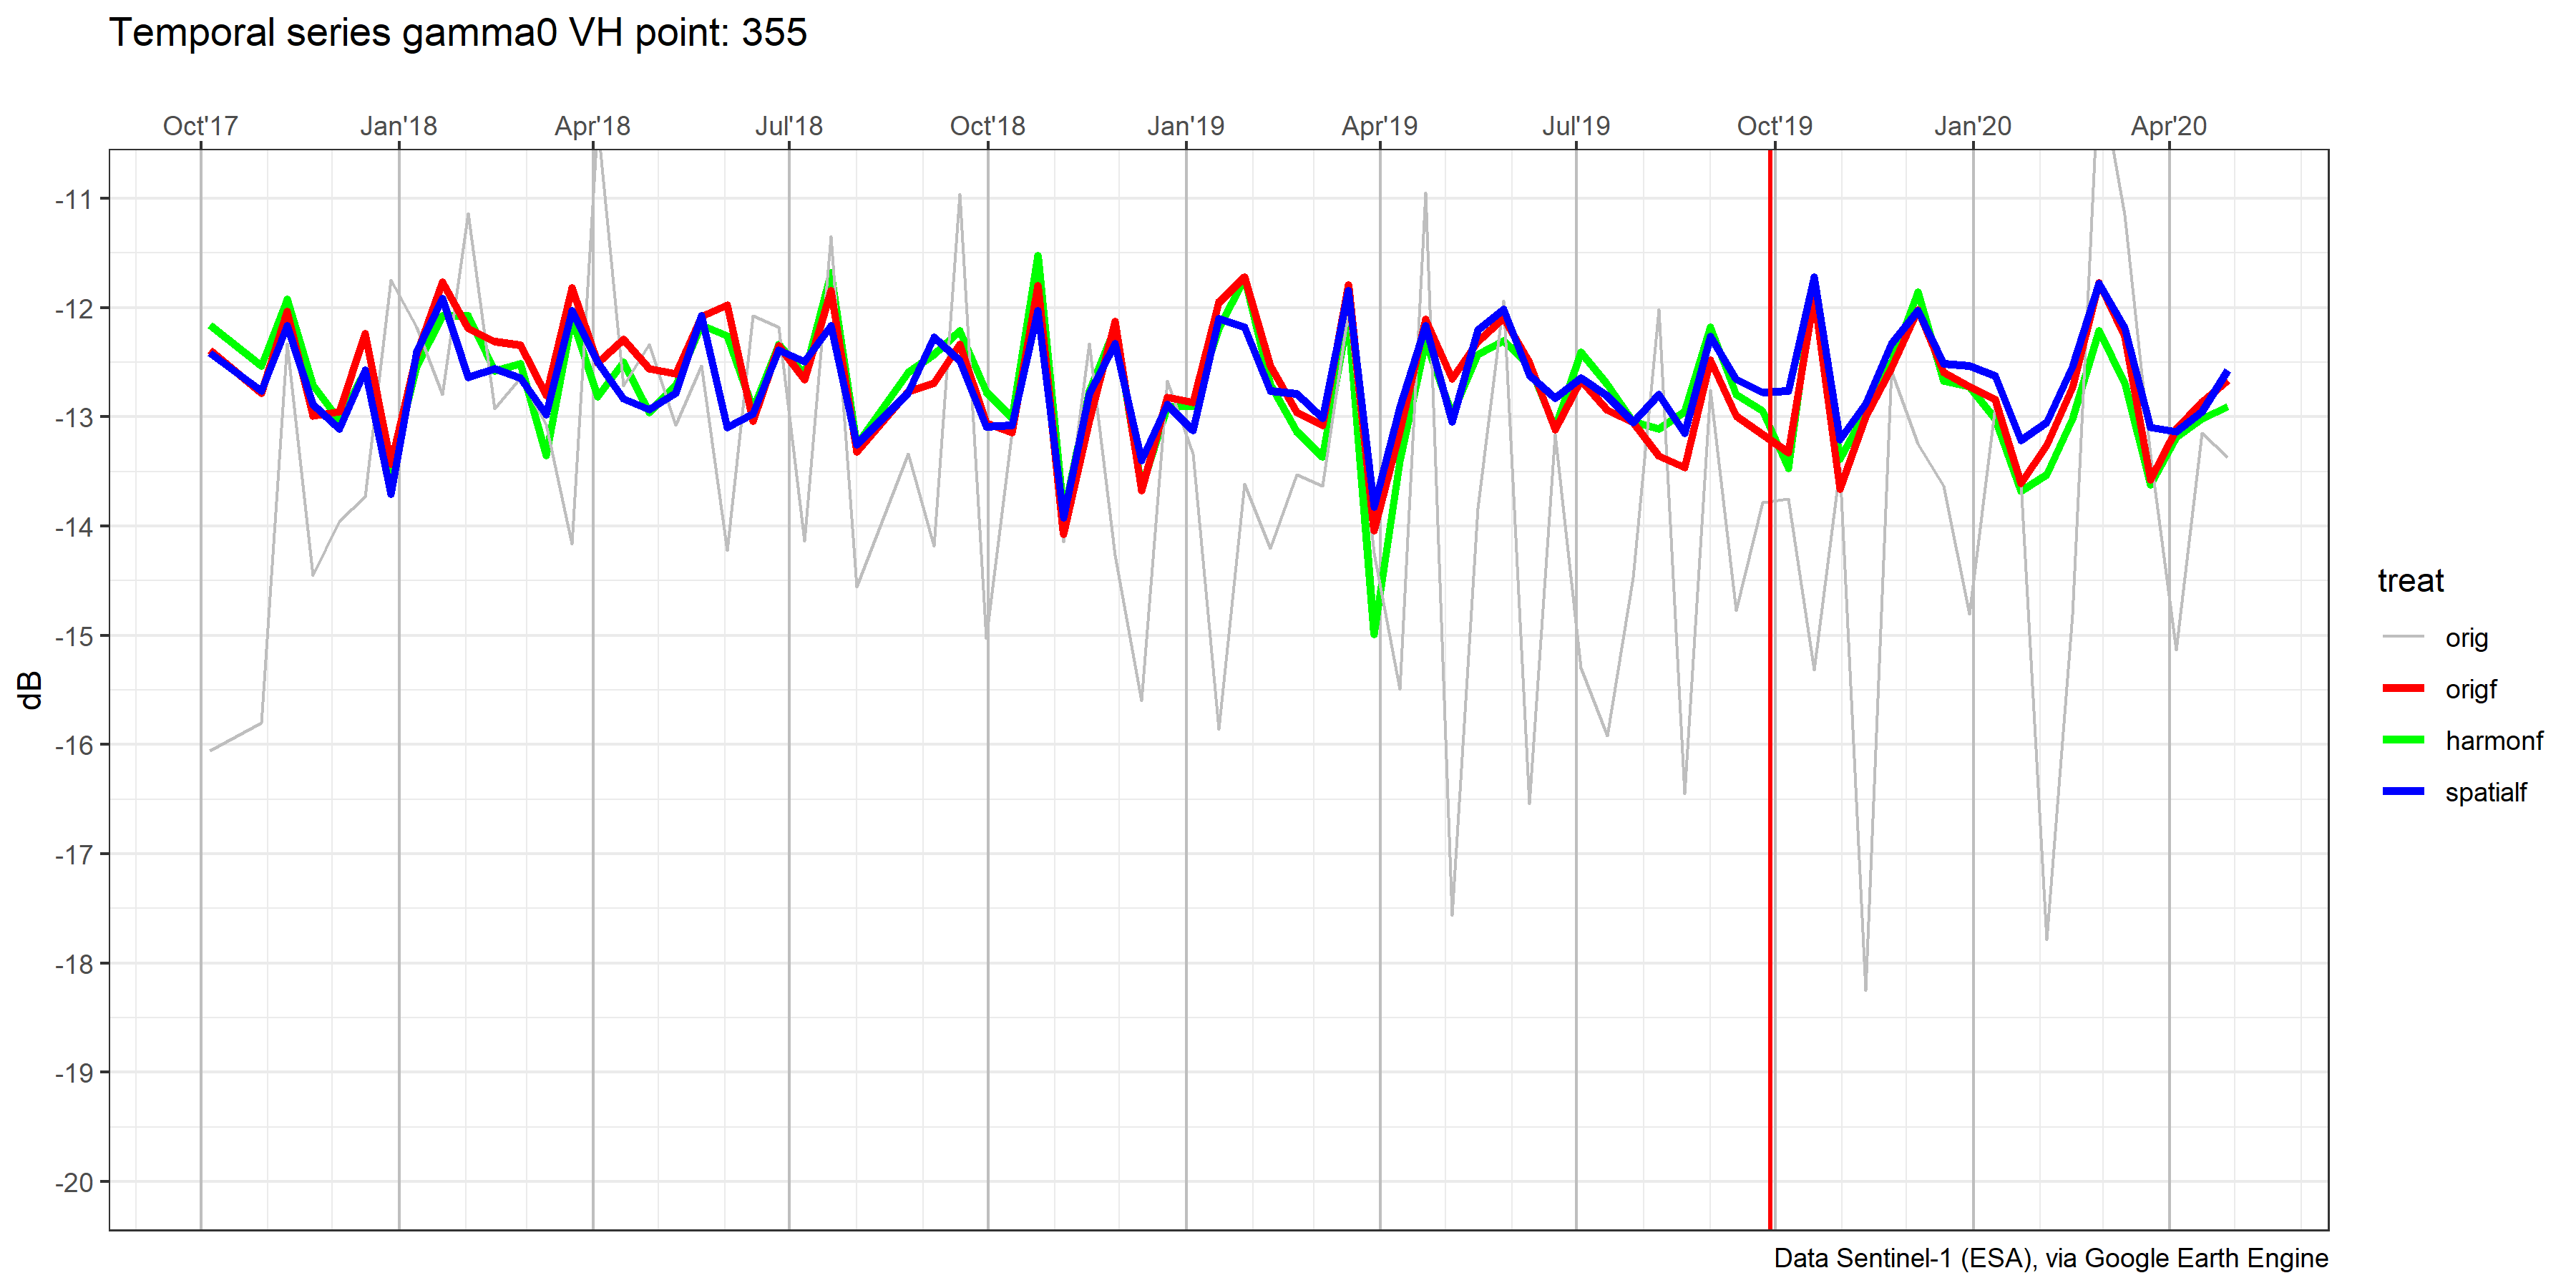 Temporal series gamma0 VH point: 355
Oct'17 Jan'18 Apr'18 Jul'18 Oct'18 Jan'19 Apr'19 Jul'19 Oct'19 Jan'20 Apr'20
-11
-12
-13
-14
-15
-16
-17
-18
-19
-20
dB
treat
orig
origf
harmonf
spatialf
Data Sentinel-1 (ESA), via Google Earth Engine